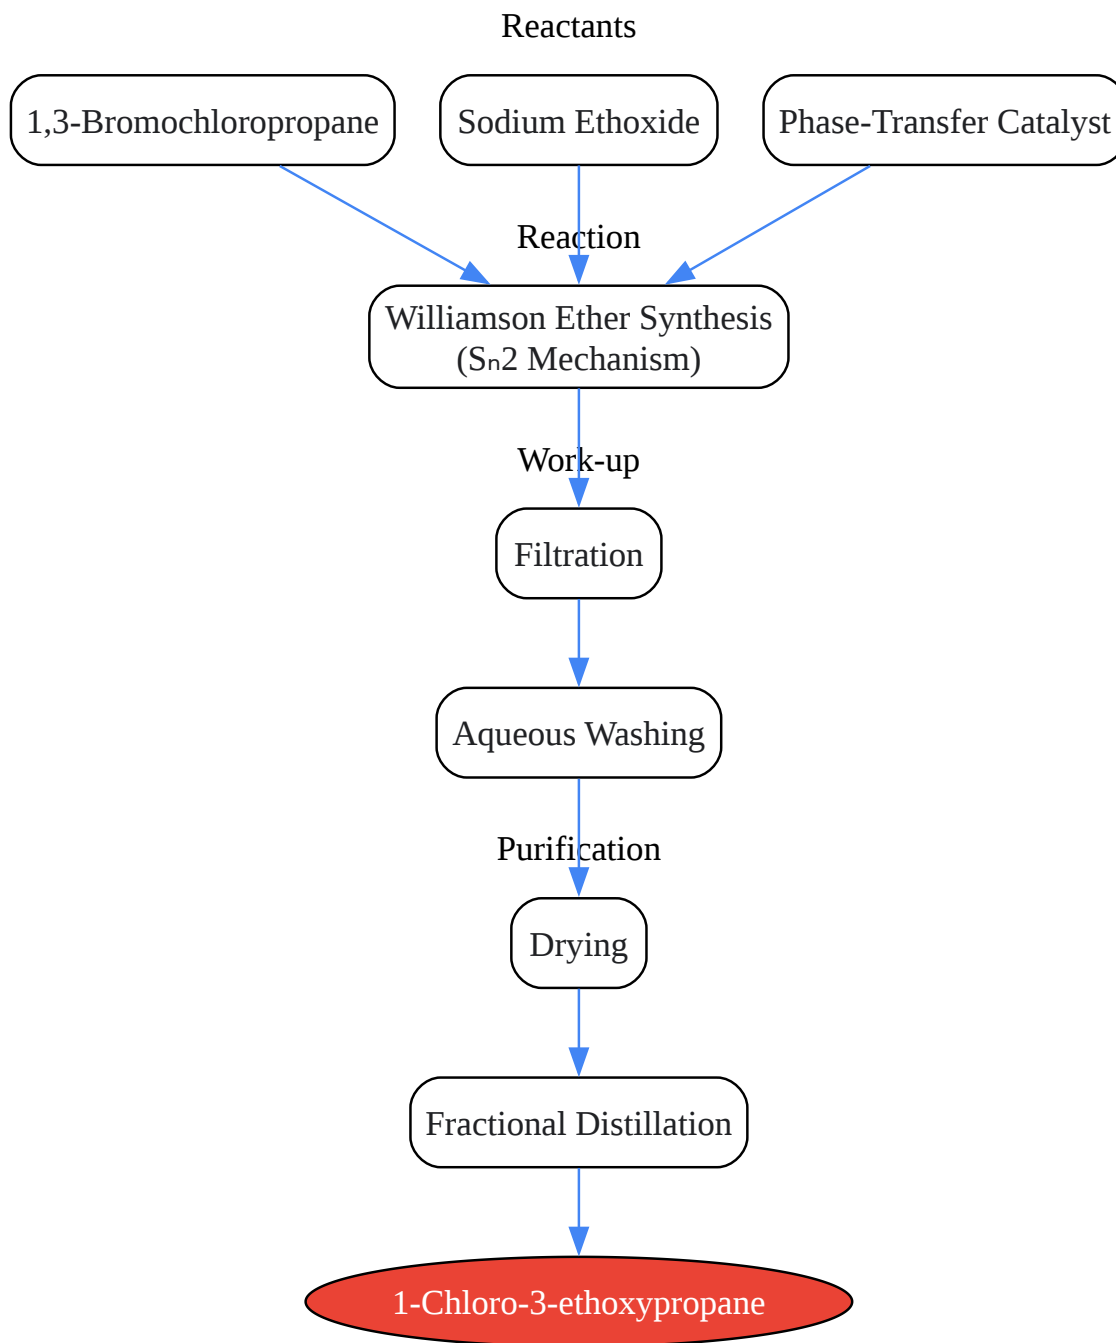 Reactants
1,3-Bromochloropropane
Sodium Ethoxide
Phase-Transfer Catalyst
Reaction
Williamson Ether Synthesis
(Sₙ2 Mechanism)
Work-up
Filtration
Aqueous Washing
Purification
Drying
Fractional Distillation
1-Chloro-3-ethoxypropane